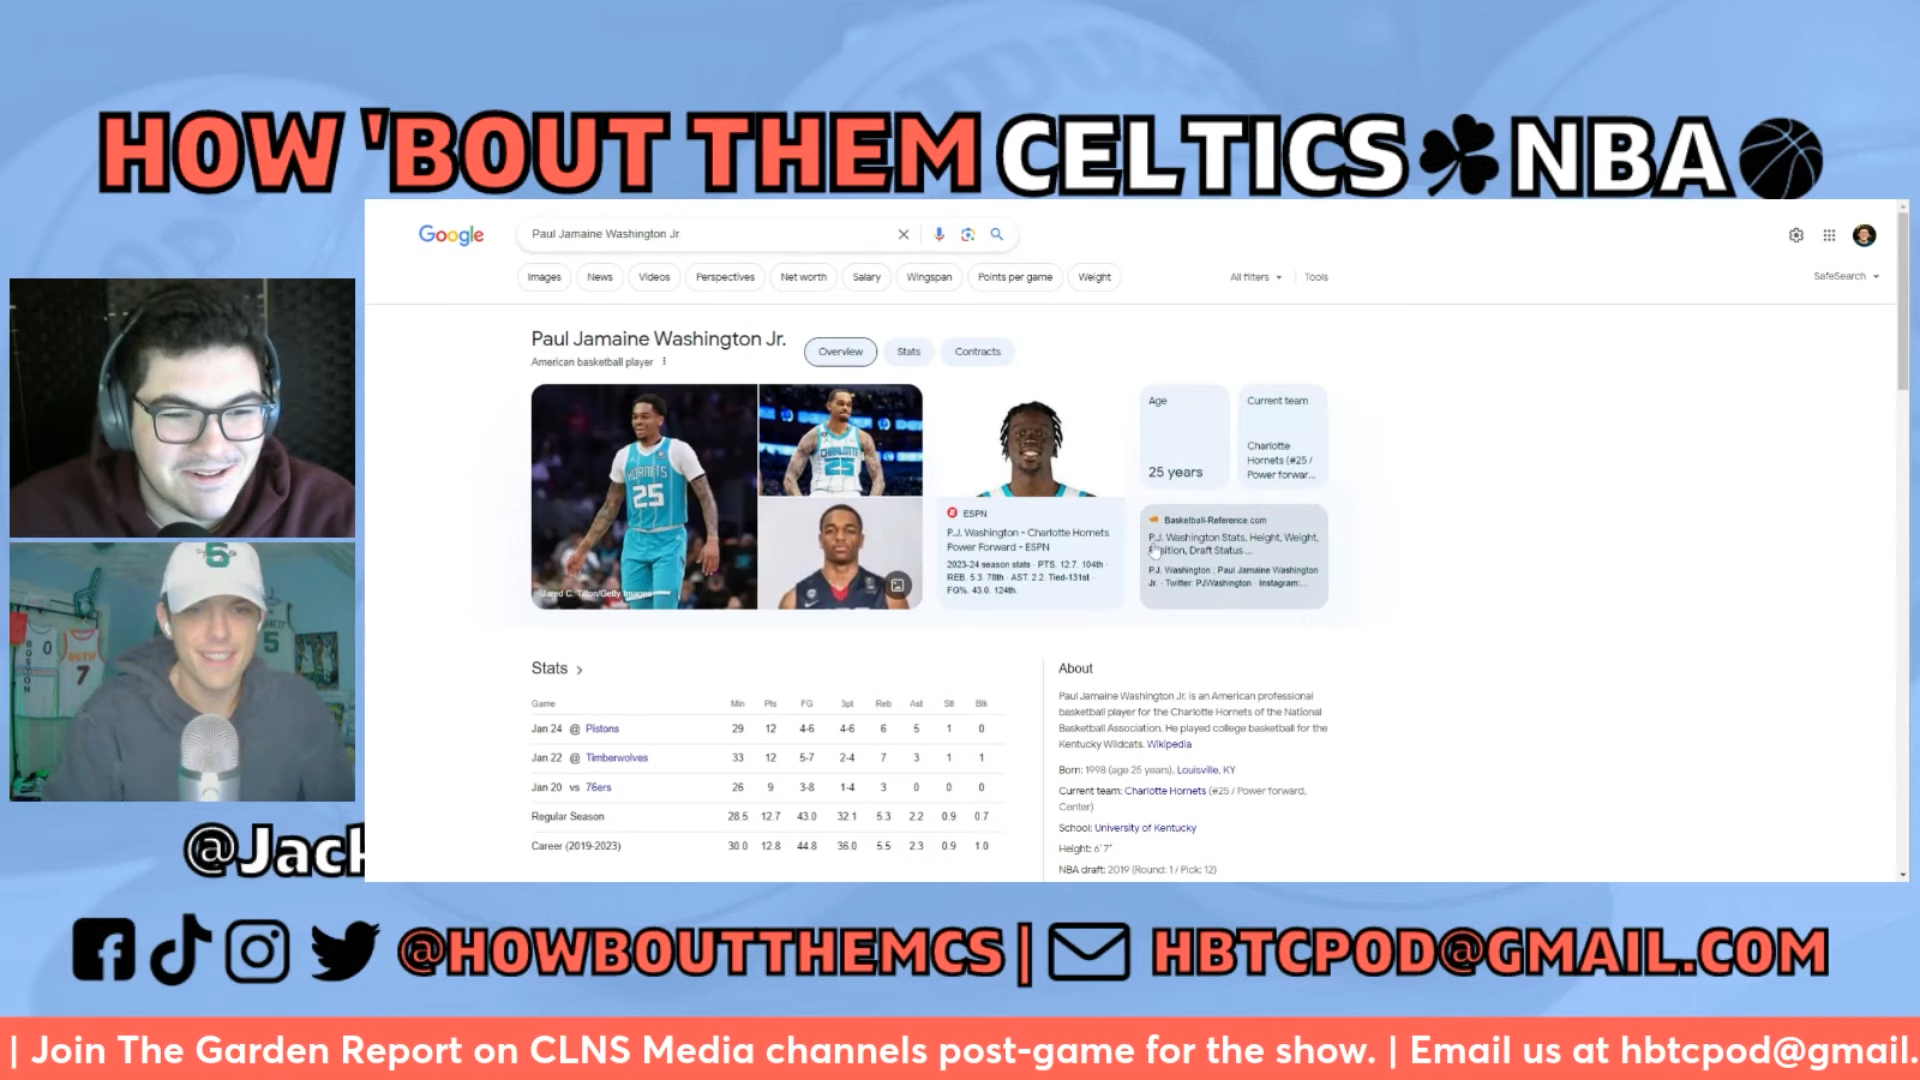 HOW 'BOUT THEM CELTICS NBA
Google
Paul Jamaine Washington Jr.
Images News Videos Perspectives Net worth Salary Wingspan Points per game Weight All filters Tools SafeSearch
Paul Jamaine Washington Jr.
American basketball player
Overview Stats Contracts
HORNETS
25
CHARLOTTE
25
Jared C. Tilton/Getty Images
ESPN
P.J. Washington - Charlotte Hornets
Power Forward - ESPN
2023-24 season stats · PTS. 12.7. 104th ·
REB. 5.3. 78th · AST. 2.2. Tied-131st ·
FG%. 43.0. 124th.
Age
25 years
Current team
Charlotte
Hornets (#25 /
Power forwar...
Basketball-Reference.com
P.J. Washington Stats, Height, Weight,
Position, Draft Status ...
P.J. Washington ; Paul Jamaine Washington
Jr. · Twitter: PJWashington · Instagram:...
Stats
Game Min Pts FG 3pt Reb Ast Stl Blk
Jan 24 @ Pistons 29 12 4-6 4-6 6 5 1 0
Jan 22 @ Timberwolves 33 12 5-7 2-4 7 3 1 1
Jan 20 vs 76ers 26 9 3-8 1-4 3 0 0 0
Regular Season 28.5 12.7 43.0 32.1 5.3 2.2 0.9 0.7
Career (2019-2023) 30.0 12.8 44.8 36.0 5.5 2.3 0.9 1.0
About
Paul Jamaine Washington Jr. is an American professional
basketball player for the Charlotte Hornets of the National
Basketball Association. He played college basketball for the
Kentucky Wildcats. Wikipedia
Born: 1998 (age 25 years), Louisville, KY
Current team: Charlotte Hornets (#25 / Power forward,
Center)
School: University of Kentucky
Height: 6′ 7″
NBA draft: 2019 (Round: 1 / Pick: 12)
5
BOSTON
0
7
5
@Jack
@HOWBOUTTHEMCS | HBTCPOD@GMAIL.COM
| Join The Garden Report on CLNS Media channels post-game for the show. | Email us at hbtcpod@gmail.